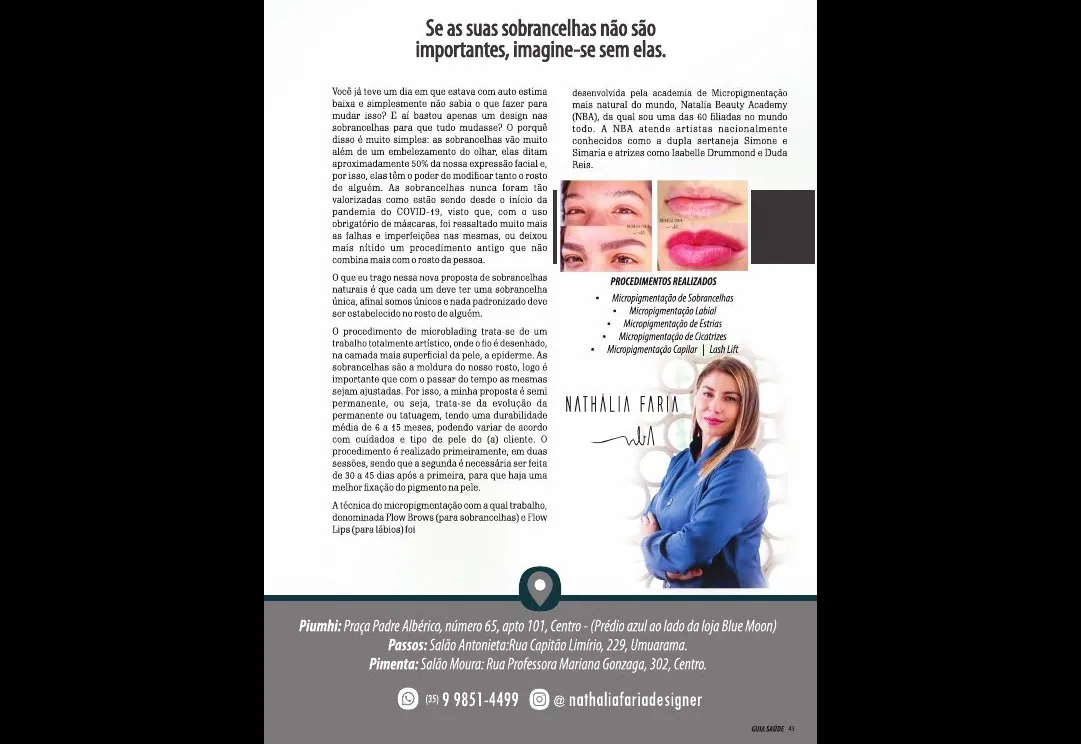 Se as suas sobrancelhas não são
importantes, imagine-se sem elas.
Você já teve um dia em que estava com auto estima
baixa e simplesmente não sabia o que fazer para
mudar isso? E aí bastou apenas um design nas
sobrancelhas para que tudo mudasse? O porquê
disso é muito simples: as sobrancelhas vão muito
além de um embelezamento do olhar, elas ditam
aproximadamente 50% da nossa expressão facial e,
por isso, elas têm o poder de modificar tanto o rosto
de alguém. As sobrancelhas nunca foram tão
valorizadas como estão sendo desde o início da
pandemia do COVID-19, visto que, com o uso
obrigatório de máscaras, foi ressaltado muito mais
as falhas e imperfeições nas mesmas, ou deixou
mais nítido um procedimento antigo que não
combina mais com o rosto da pessoa.
O que eu trago nessa nova proposta de sobrancelhas
naturais é que cada um deve ter uma sobrancelha
única, afinal somos únicos e nada padronizado deve
ser estabelecido no rosto de alguém.
O procedimento de microblading trata-se de um
trabalho totalmente artístico, onde o fio é desenhado,
na camada mais superficial da pele, a epiderme. As
sobrancelhas são a moldura do nosso rosto, logo é
importante que com o passar do tempo as mesmas
sejam ajustadas. Por isso, a minha proposta é semi
permanente, ou seja, trata-se da evolução da
permanente ou tatuagem, tendo uma durabilidade
média de 6 a 15 meses, podendo variar de acordo
com cuidados e tipo de pele do (a) cliente. O
procedimento é realizado primeiramente, em duas
sessões, sendo que a segunda é necessária ser feita
de 30 a 45 dias após a primeira, para que haja uma
melhor fixação do pigmento na pele.
A técnica de micropigmentação com a qual trabalho,
denominada Flow Brows (para sobrancelhas) e Flow
Lips (para lábios) foi
desenvolvida pela academia de Micropigmentação
mais natural do mundo, Natalia Beauty Academy
(NBA), da qual sou uma das 60 filiadas no mundo
todo. A NBA atende artistas nacionalmente
conhecidos como a dupla sertaneja Simone e
Simaria e atrizes como Isabelle Drummond e Duda
Reis.
PROCEDIMENTOS REALIZADOS
• Micropigmentação de Sobrancelhas
• Micropigmentação Labial
• Micropigmentação de Estrias
• Micropigmentação de Cicatrizes
• Micropigmentação Capilar | Lash Lift
NATHÁLIA FARIA
nbA
Piumhi: Praça Padre Albérico, número 65, apto 101, Centro - (Prédio azul ao lado da loja Blue Moon)
Passos: Salão Antonieta:Rua Capitão Limírio, 229, Umuarama.
Pimenta: Salão Moura: Rua Professora Mariana Gonzaga, 302, Centro.
(35) 9 9851-4499 @ nathaliafariadesigner
GUIA SAÚDE 45